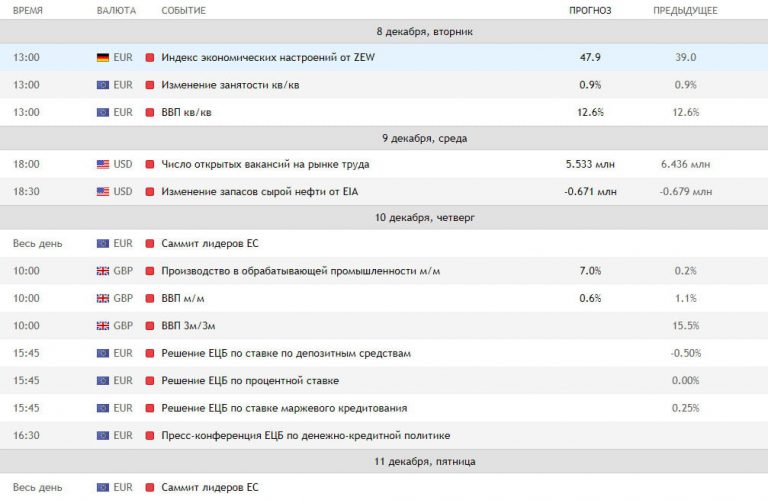 ВРЕМЯ ВАЛЮТА СОБЫТИЕ ПРОГНОЗ ПРЕДЫДУЩЕЕ
8 декабря, вторник
13:00 EUR Индекс экономических настроений от ZEW 47.9 39.0
13:00 EUR Изменение занятости кв/кв 0.9% 0.9%
13:00 EUR ВВП кв/кв 12.6% 12.6%
9 декабря, среда
18:00 USD Число открытых вакансий на рынке труда 5.533 млн 6.436 млн
18:30 USD Изменение запасов сырой нефти от EIA -0.671 млн -0.679 млн
10 декабря, четверг
Весь день EUR Саммит лидеров ЕС
10:00 GBP Производство в обрабатывающей промышленности м/м 7.0% 0.2%
10:00 GBP ВВП м/м 0.6% 1.1%
10:00 GBP ВВП 3м/3м 15.5%
15:45 EUR Решение ЕЦБ по ставке по депозитным средствам -0.50%
15:45 EUR Решение ЕЦБ по процентной ставке 0.00%
15:45 EUR Решение ЕЦБ по ставке маржевого кредитования 0.25%
16:30 EUR Пресс-конференция ЕЦБ по денежно-кредитной политике
11 декабря, пятница
Весь день EUR Саммит лидеров ЕС